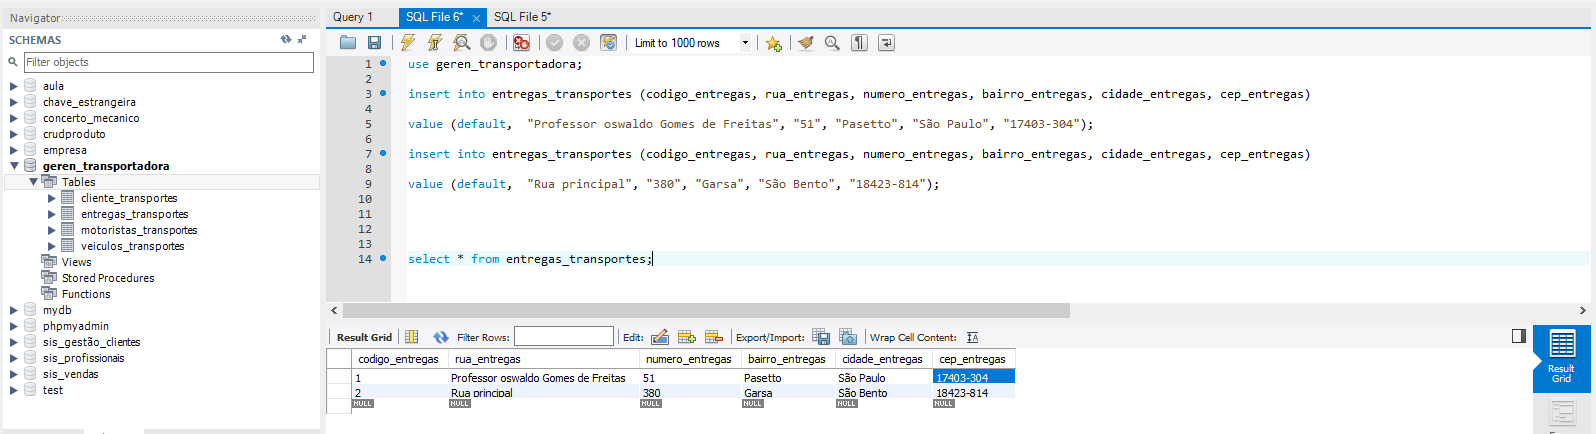 Navigator
SCHEMAS
Filter objects
aula
chave_estrangeira
concerto_mecanico
crudproduto
empresa
geren_transportadora
Tables
cliente_transportes
entregas_transportes
motoristas_transportes
veiculos_transportes
Views
Stored Procedures
Functions
mydb
phpmyadmin
sis_gestão_clientes
sis_profissionais
sis_vendas
test
Query 1 SQL File 6* SQL File 5*
Limit to 1000 rows
1 use geren_transportadora;
2
3 insert into entregas_transportes (codigo_entregas, rua_entregas, numero_entregas, bairro_entregas, cidade_entregas, cep_entregas)
4
5 value (default,  "Professor oswaldo Gomes de Freitas", "51", "Pasetto", "São Paulo", "17403-304");
6
7 insert into entregas_transportes (codigo_entregas, rua_entregas, numero_entregas, bairro_entregas, cidade_entregas, cep_entregas)
8
9 value (default,  "Rua principal", "380", "Garsa", "São Bento", "18423-814");
10
11
12
13
14 select * from entregas_transportes;
Result Grid Filter Rows: Edit: Export/Import: Wrap Cell Content:
codigo_entregas rua_entregas numero_entregas bairro_entregas cidade_entregas cep_entregas
1 Professor oswaldo Gomes de Freitas 51 Pasetto São Paulo 17403-304
2 Rua principal 380 Garsa São Bento 18423-814
NULL NULL NULL NULL NULL NULL
Result
Grid